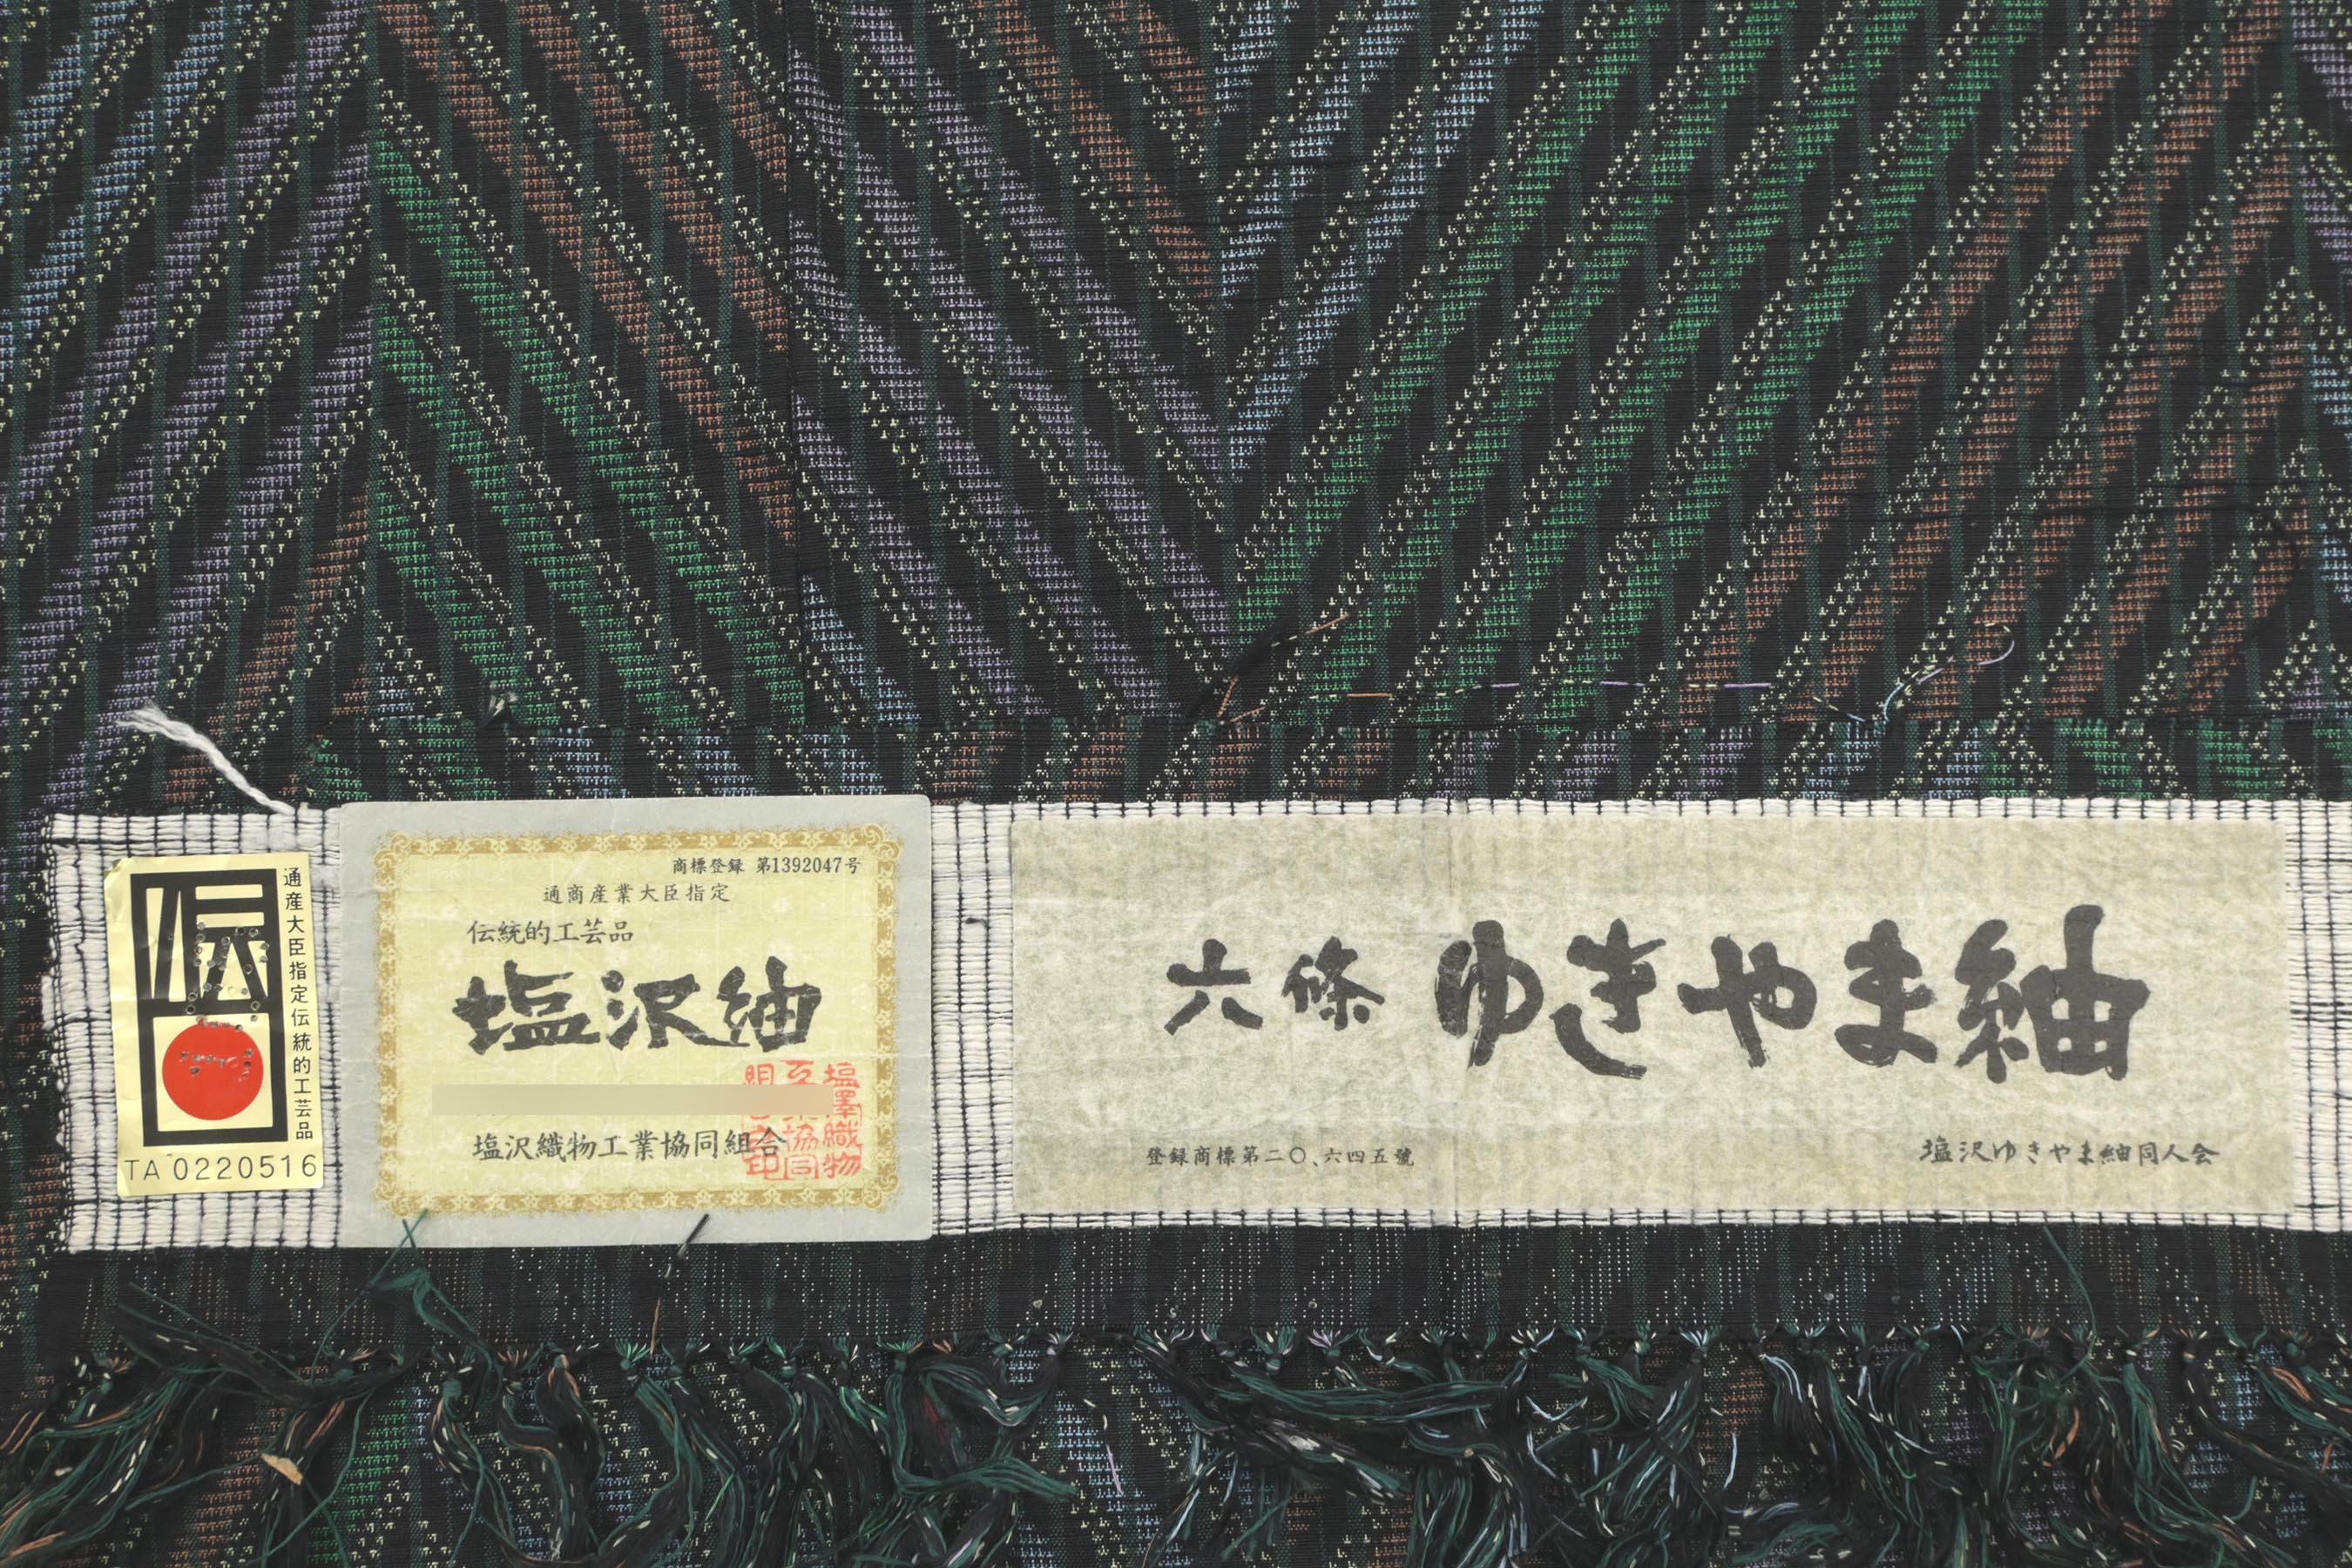 伝
通産大臣指定伝統的工芸品
TA 0220516
商標登録 第1392047号
通商産業大臣指定
伝統的工芸品
塩沢紬
塩沢織物工業協同組合
六條 ゆきやま紬
登録商標第二〇、六四五號
塩沢ゆきやま紬同人会